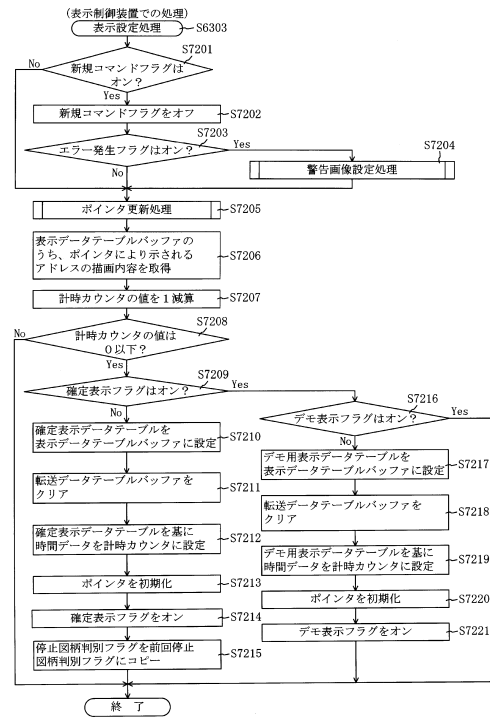 (表示制御装置での処理)
表示設定処理
S6303
S7201
新規コマンドフラグは
オン?
No
Yes
新規コマンドフラグをオフ
S7202
S7203
エラー発生フラグはオン?
Yes
No
S7204
警告画像設定処理
ポインタ更新処理
S7205
表示データテーブルバッファの
うち、ポインタにより示される
アドレスの描画内容を取得
S7206
計時カウンタの値を1減算
S7207
S7208
計時カウンタの値は
0以下?
No
Yes
S7209
確定表示フラグはオン?
Yes
No
確定表示データテーブルを
表示データテーブルバッファに設定
S7210
転送データテーブルバッファを
クリア
S7211
確定表示データテーブルを基に
時間データを計時カウンタに設定
S7212
ポインタを初期化
S7213
確定表示フラグをオン
S7214
停止図柄判別フラグを前回停止
図柄判別フラグにコピー
S7215
S7216
デモ表示フラグはオン?
Yes
No
デモ用表示データテーブルを
表示データテーブルバッファに設定
S7217
転送データテーブルバッファを
クリア
S7218
デモ用表示データテーブルを基に
時間データを計時カウンタに設定
S7219
ポインタを初期化
S7220
デモ表示フラグをオン
S7221
終了